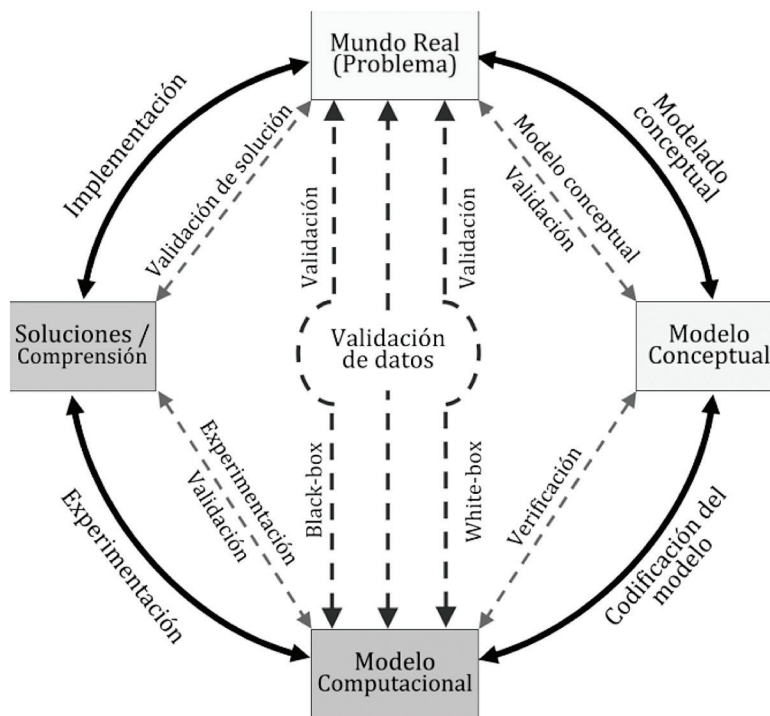 Mundo Real
(Problema)
Implementación
Validación de solución
Validación
Validación
Modelo conceptual
Validación
Modelado
conceptual
Soluciones /
Comprensión
Validación
de datos
Modelo
Conceptual
Experimentación
Experimentación
Validación
Black-box
White-box
Verificación
Codificación del
modelo
Modelo
Computacional